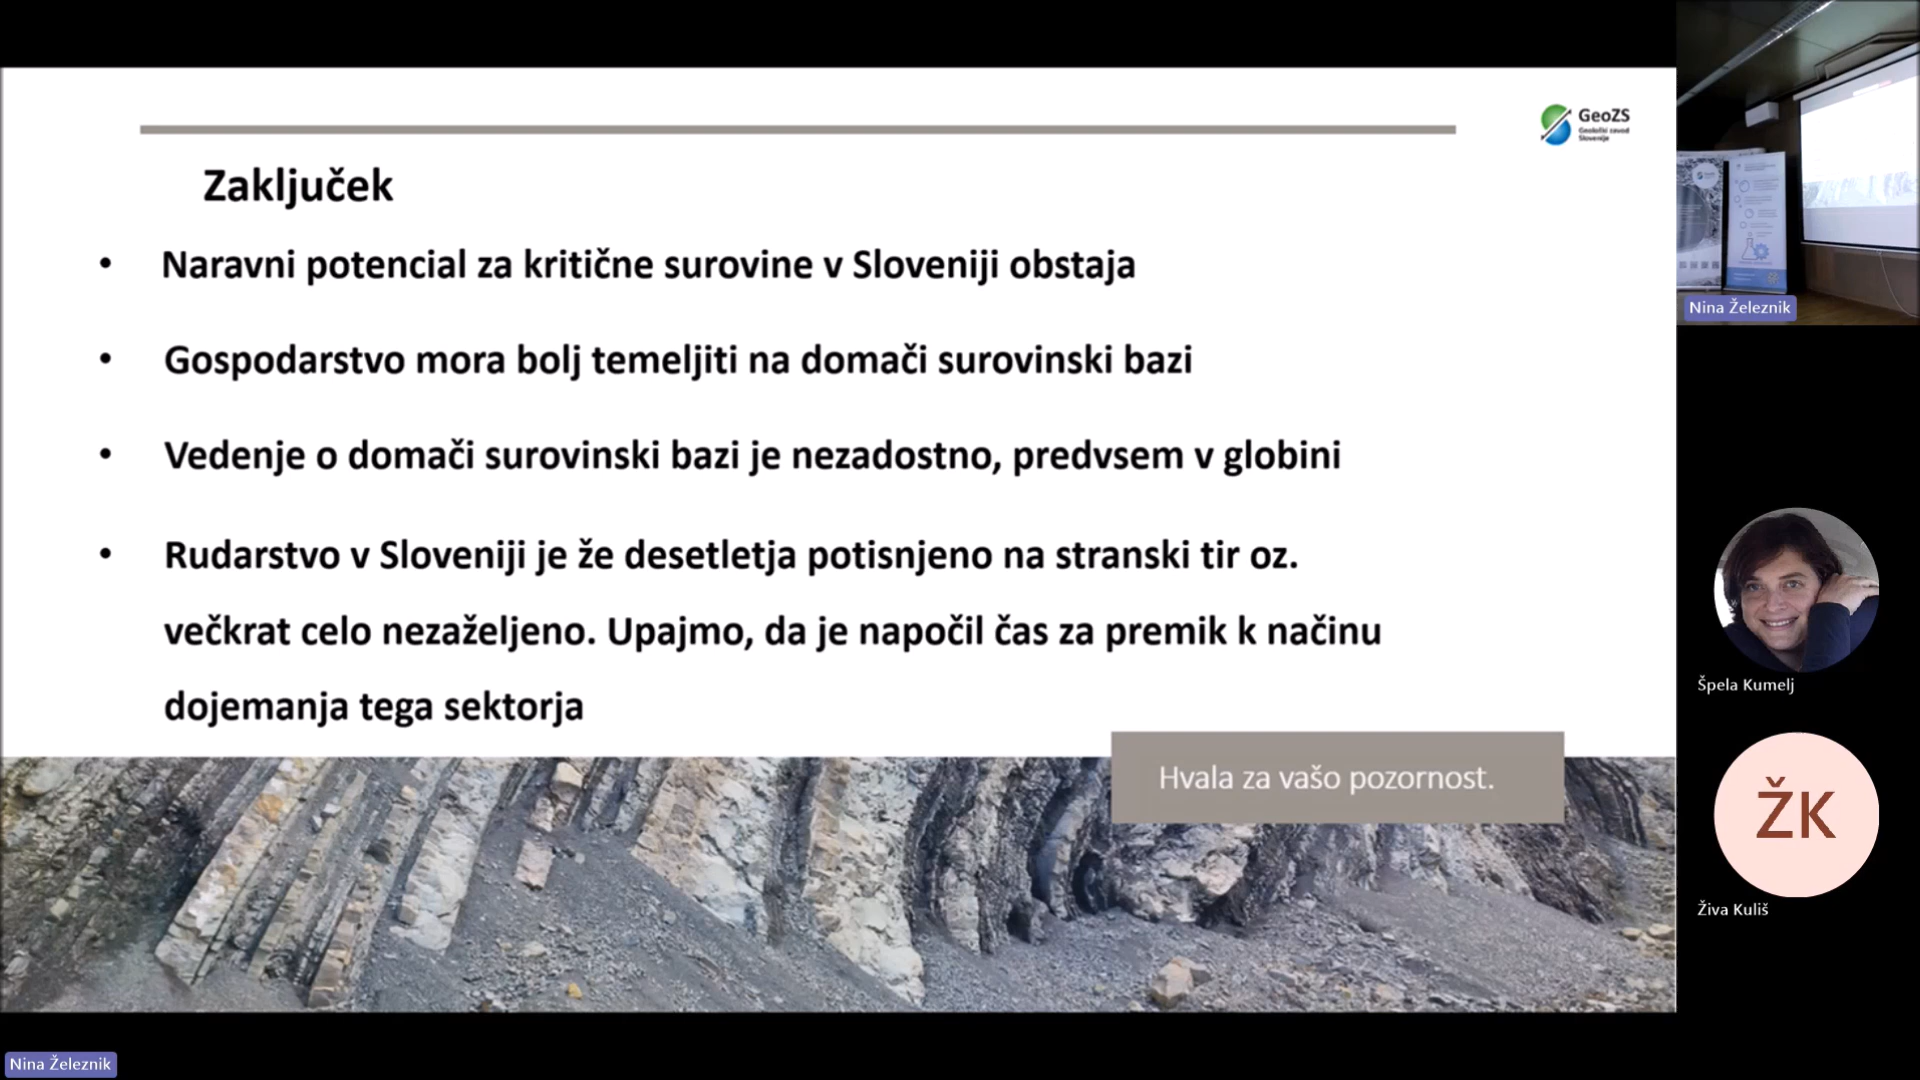 GeoZS
Geološki zavod
Slovenije
Zaključek
• Naravni potencial za kritične surovine v Sloveniji obstaja
• Gospodarstvo mora bolj temeljiti na domači surovinski bazi
• Vedenje o domači surovinski bazi je nezadostno, predvsem v globini
• Rudarstvo v Sloveniji je že desetletja potisnjeno na stranski tir oz.
večkrat celo nezaželjeno. Upajmo, da je napočil čas za premik k načinu
dojemanja tega sektorja
Hvala za vašo pozornost.
Nina Železnik
Nina Železnik
Špela Kumelj
ŽK
Živa Kuliš